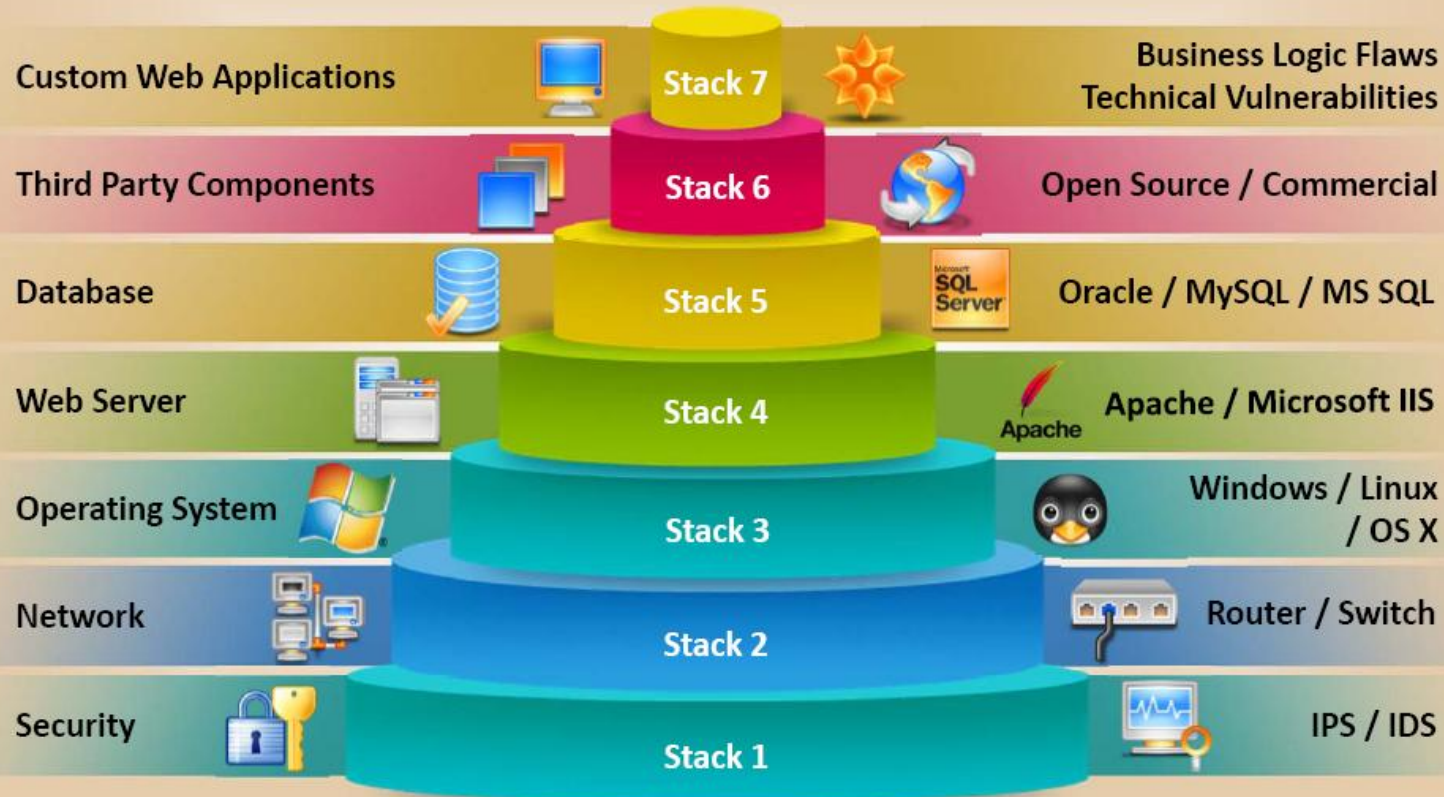 Custom Web Applications
Stack 7
Business Logic Flaws
Technical Vulnerabilities
Third Party Components
Stack 6
Open Source / Commercial
Database
Stack 5
Microsoft
SQL
Server
Oracle / MySQL / MS SQL
Web Server
Stack 4
Apache
Apache / Microsoft IIS
Operating System
Stack 3
Windows / Linux
/ OS X
Network
Stack 2
Router / Switch
Security
Stack 1
IPS / IDS